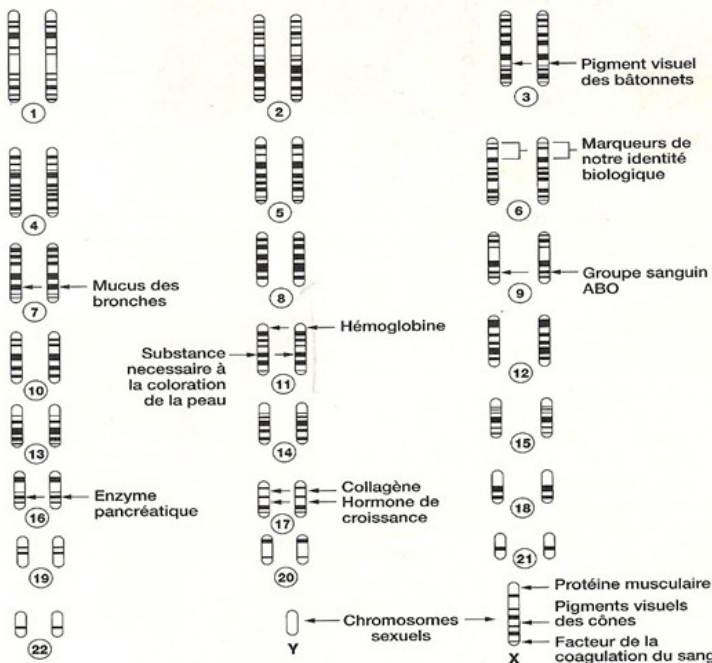 1
2
3
Pigment visuel
des bâtonnets
4
5
6
Marqueurs de
notre identité
biologique
7
Mucus des
bronches
8
9
Groupe sanguin
ABO
10
Substance
necessaire à
la coloration
de la peau
11
Hémoglobine
12
13
14
15
16
Enzyme
pancréatique
17
Collagène
Hormone de
croissance
18
19
20
21
22
Y
Chromosomes
sexuels
X
Protéine musculaire
Pigments visuels
des cônes
Facteur de la
coagulation du sang